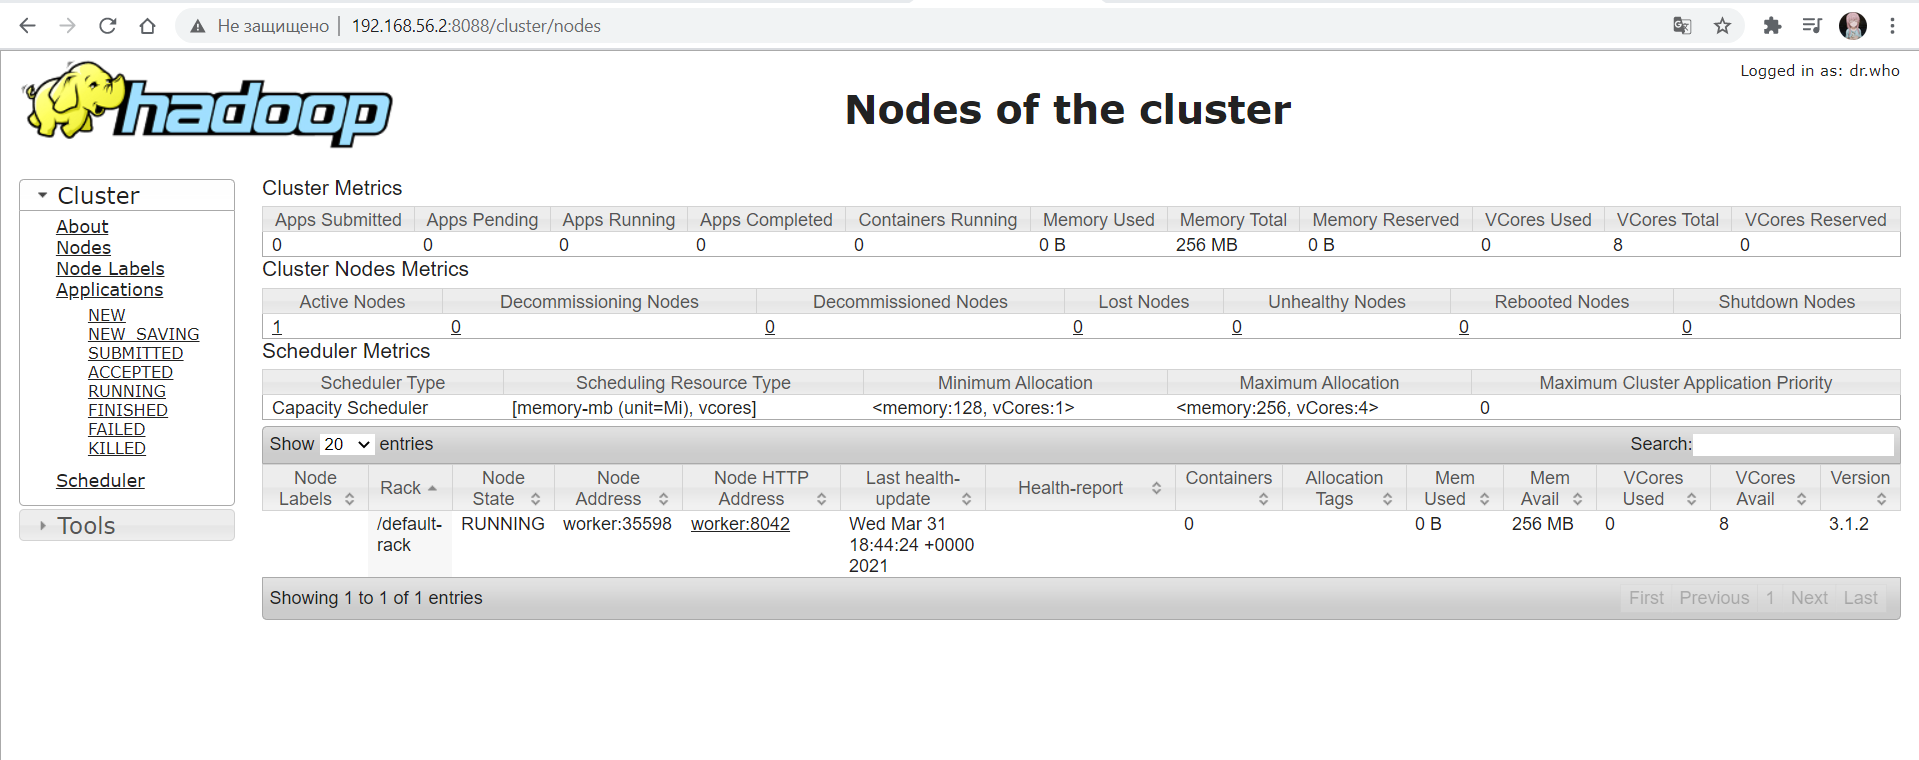 Не защищено | 192.168.56.2:8088/cluster/nodes
Logged in as: dr.who
hadoop
Nodes of the cluster
Cluster
About
Nodes
Node Labels
Applications
NEW
NEW_SAVING
SUBMITTED
ACCEPTED
RUNNING
FINISHED
FAILED
KILLED
Scheduler
Tools
Cluster Metrics
Apps Submitted Apps Pending Apps Running Apps Completed Containers Running Memory Used Memory Total Memory Reserved VCores Used VCores Total VCores Reserved
0 0 0 0 0 0 B 256 MB 0 B 0 8 0
Cluster Nodes Metrics
Active Nodes Decommissioning Nodes Decommissioned Nodes Lost Nodes Unhealthy Nodes Rebooted Nodes Shutdown Nodes
1 0 0 0 0 0 0
Scheduler Metrics
Scheduler Type Scheduling Resource Type Minimum Allocation Maximum Allocation Maximum Cluster Application Priority
Capacity Scheduler [memory-mb (unit=Mi), vcores] <memory:128, vCores:1> <memory:256, vCores:4> 0
Show 20 entries Search:
Node Labels Rack Node State Node Address Node HTTP Address Last health-update Health-report Containers Allocation Tags Mem Used Mem Avail VCores Used VCores Avail Version
/default-rack RUNNING worker:35598 worker:8042 Wed Mar 31 18:44:24 +0000 2021 0 0 B 256 MB 0 8 3.1.2
Showing 1 to 1 of 1 entries First Previous 1 Next Last